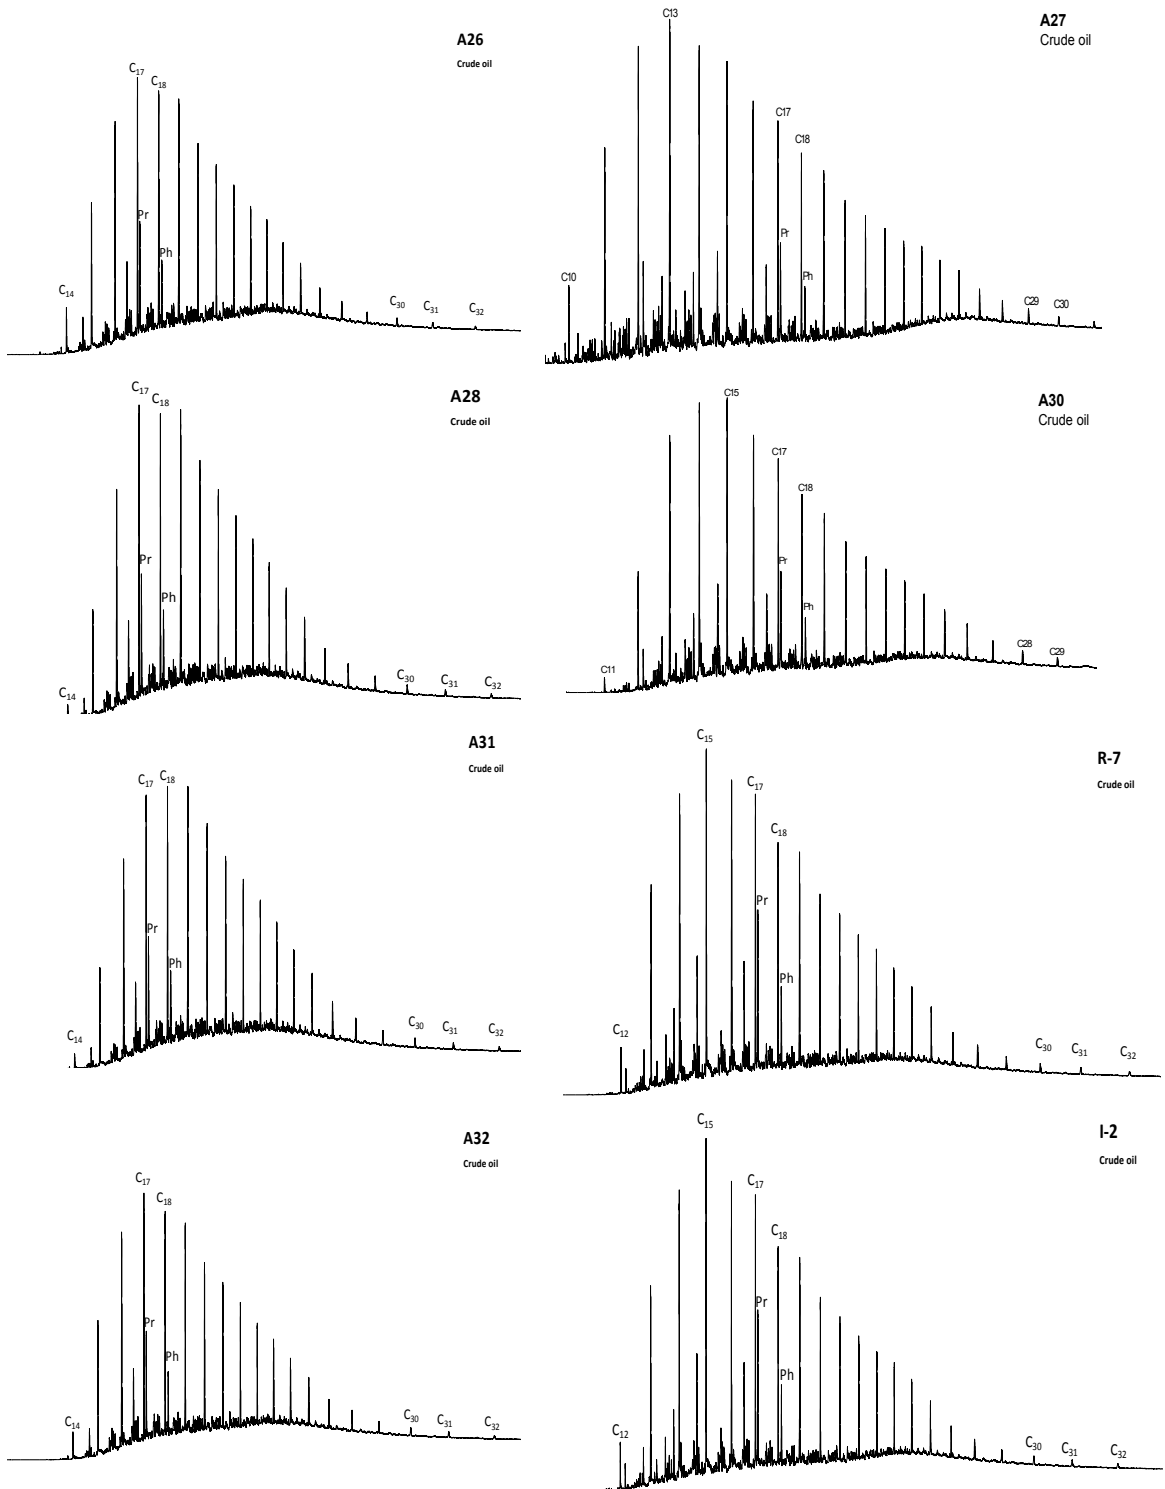 A26
Crude oil
C17
C18
Pr
Ph
C14
C30
C31
C32
A27
Crude oil
C13
C17
C18
Pr
Ph
C10
C29
C30
A28
Crude oil
C17
C18
Pr
Ph
C14
C30
C31
C32
A30
Crude oil
C15
C17
C18
Pr
Ph
C11
C28
C29
A31
Crude oil
C17
C18
Pr
Ph
C14
C30
C31
C32
R-7
Crude oil
C15
C17
C18
Pr
Ph
C12
C30
C31
C32
A32
Crude oil
C17
C18
Pr
Ph
C14
C30
C31
C32
I-2
Crude oil
C15
C17
C18
Pr
Ph
C12
C30
C31
C32